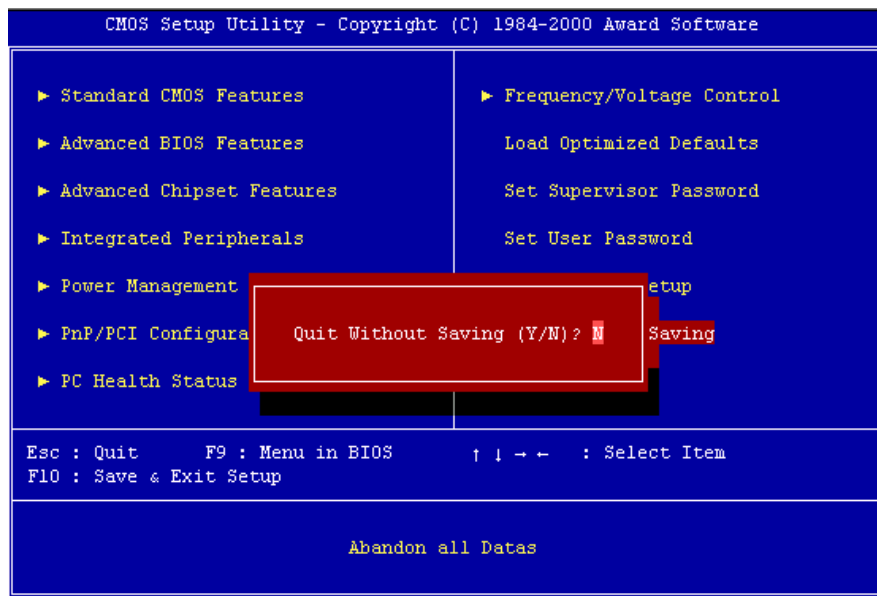 CMOS Setup Utility - Copyright (C) 1984-2000 Award Software
► Standard CMOS Features
► Advanced BIOS Features
► Advanced Chipset Features
► Integrated Peripherals
► Power Management
► PnP/PCI Configura
► PC Health Status
► Frequency/Voltage Control
Load Optimized Defaults
Set Supervisor Password
Set User Password
etup
Saving
Quit Without Saving (Y/N)? N
Esc : Quit F9 : Menu in BIOS ↑ ↓ → ← : Select Item
F10 : Save & Exit Setup
Abandon all Datas